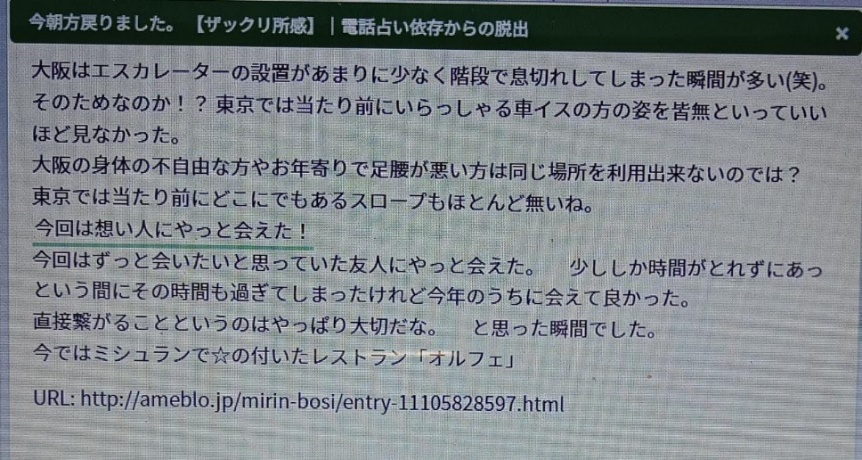 今朝方戻りました。【ザックリ所感】｜電話占い依存からの脱出 ×
大阪はエスカレーターの設置があまりに少なく階段で息切れしてしまった瞬間が多い(笑)。
そのためなのか！？東京では当たり前にいらっしゃる車イスの方の姿を皆無といっていい
ほど見なかった。
大阪の身体の不自由な方やお年寄りで足腰が悪い方は同じ場所を利用出来ないのでは？
東京では当たり前にどこにでもあるスロープもほとんど無いね。
今回は想い人にやっと会えた！
今回はずっと会いたいと思っていた友人にやっと会えた。　少ししか時間がとれずにあっ
という間にその時間も過ぎてしまったけれど今年のうちに会えて良かった。
直接繋がることというのはやっぱり大切だな。　と思った瞬間でした。
今ではミシュランで☆の付いたレストラン「オルフェ」
URL: http://ameblo.jp/mirin-bosi/entry-11105828597.html